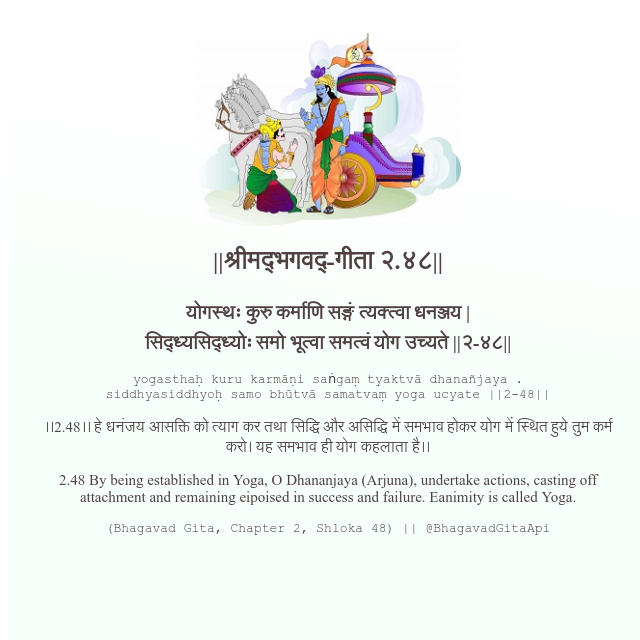 ||श्रीमद्‍भगवद्‍-गीता २.४८||
योगस्थः कुरु कर्माणि सङ्गं त्यक्त्वा धनञ्जय |
सिद्ध्यसिद्ध्योः समो भूत्वा समत्वं योग उच्यते ||२-४८||
yogasthaḥ kuru karmāṇi saṅgaṃ tyaktvā dhanañjaya .
siddhyasiddhyoḥ samo bhūtvā samatvaṃ yoga ucyate ||2-48||
।।2.48।। हे धनंजय आसक्ति को त्याग कर तथा सिद्धि और असिद्धि में समभाव होकर योग में स्थित हुये तुम कर्म
करो। यह समभाव ही योग कहलाता है।।
2.48 By being established in Yoga, O Dhananjaya (Arjuna), undertake actions, casting off
attachment and remaining eipoised in success and failure. Eanimity is called Yoga.
(Bhagavad Gita, Chapter 2, Shloka 48) || @BhagavadGitaApi